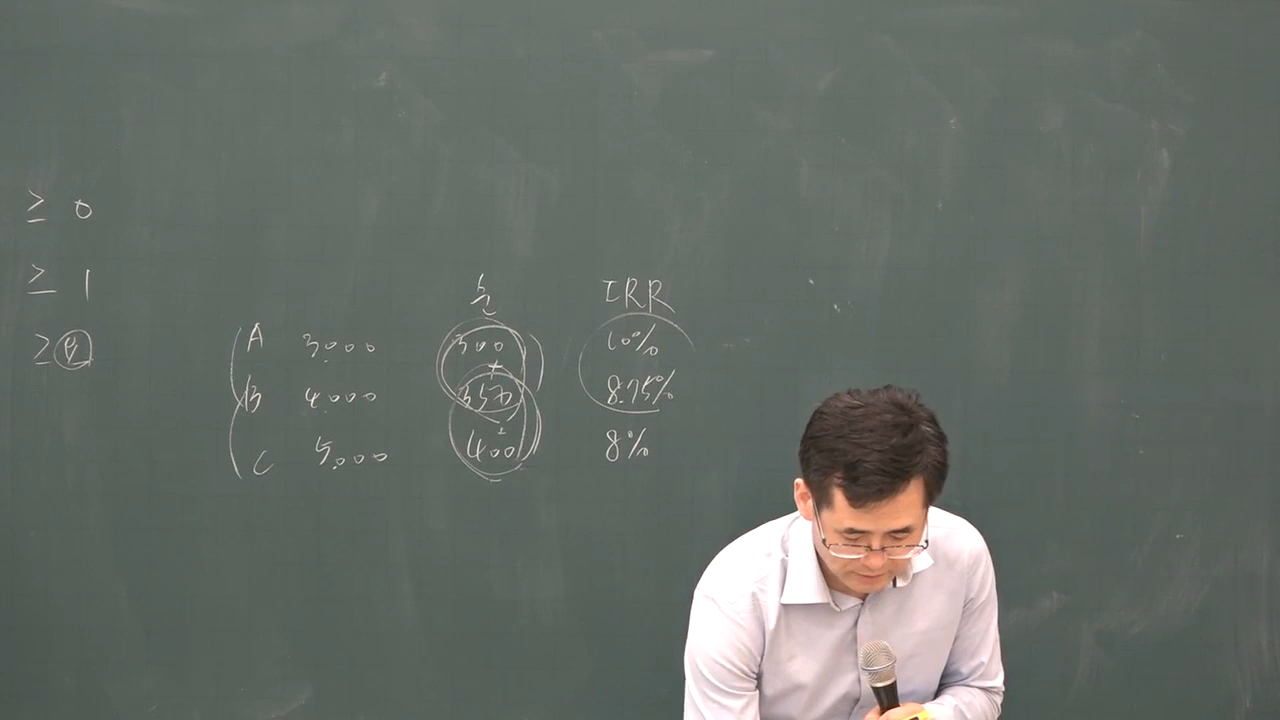 ≥ 0
≥ 1
≥
순 IRR
A 3,000 300 10%
+
B 4,000 350 8.75%
+
C 5,000 400 8%